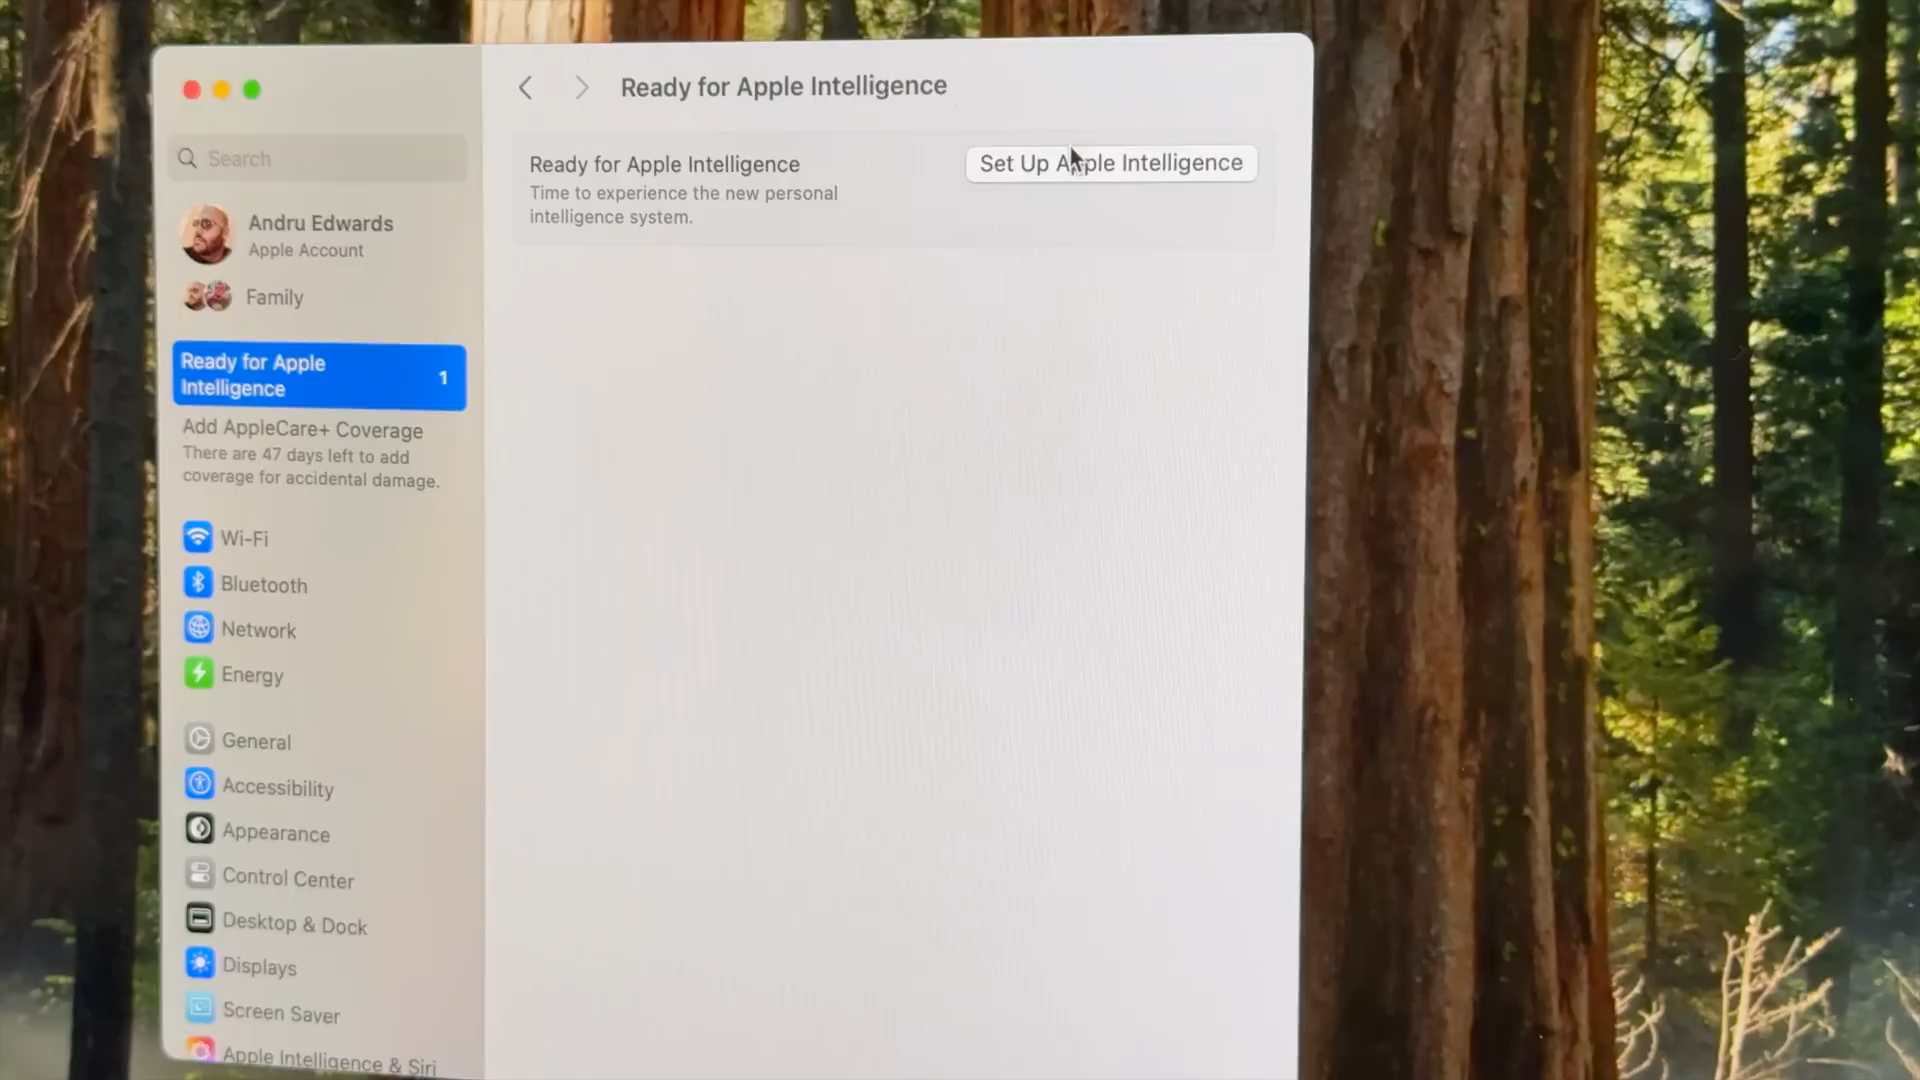 Ready for Apple Intelligence
Search
Andru Edwards
Apple Account
Family
Ready for Apple
Intelligence
1
Add AppleCare+ Coverage
There are 47 days left to add
coverage for accidental damage.
Wi-Fi
Bluetooth
Network
Energy
General
Accessibility
Appearance
Control Center
Desktop & Dock
Displays
Screen Saver
Apple Intelligence & Siri
Ready for Apple Intelligence
Time to experience the new personal
intelligence system.
Set Up Apple Intelligence